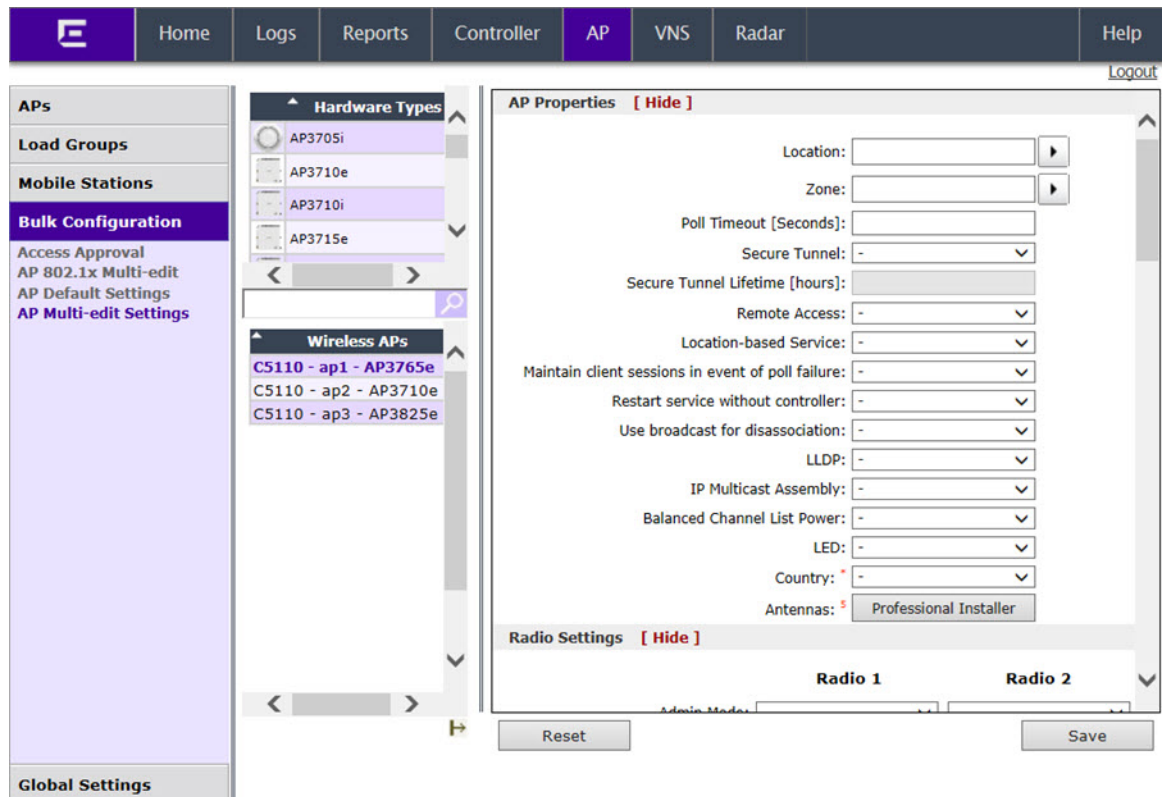 Home Logs Reports Controller AP VNS Radar Help
Logout
APs
Load Groups
Mobile Stations
Bulk Configuration
Access Approval
AP 802.1x Multi-edit
AP Default Settings
AP Multi-edit Settings
Global Settings
Hardware Types
AP3705i
AP3710e
AP3710i
AP3715e
Wireless APs
C5110 - ap1 - AP3765e
C5110 - ap2 - AP3710e
C5110 - ap3 - AP3825e
AP Properties [ Hide ]
Location:
Zone:
Poll Timeout [Seconds]:
Secure Tunnel: -
Secure Tunnel Lifetime [hours]:
Remote Access: -
Location-based Service: -
Maintain client sessions in event of poll failure: -
Restart service without controller: -
Use broadcast for disassociation: -
LLDP: -
IP Multicast Assembly: -
Balanced Channel List Power: -
LED: -
Country: * -
Antennas: § Professional Installer
Radio Settings [ Hide ]
Radio 1 Radio 2
Admin Mode:
Reset Save